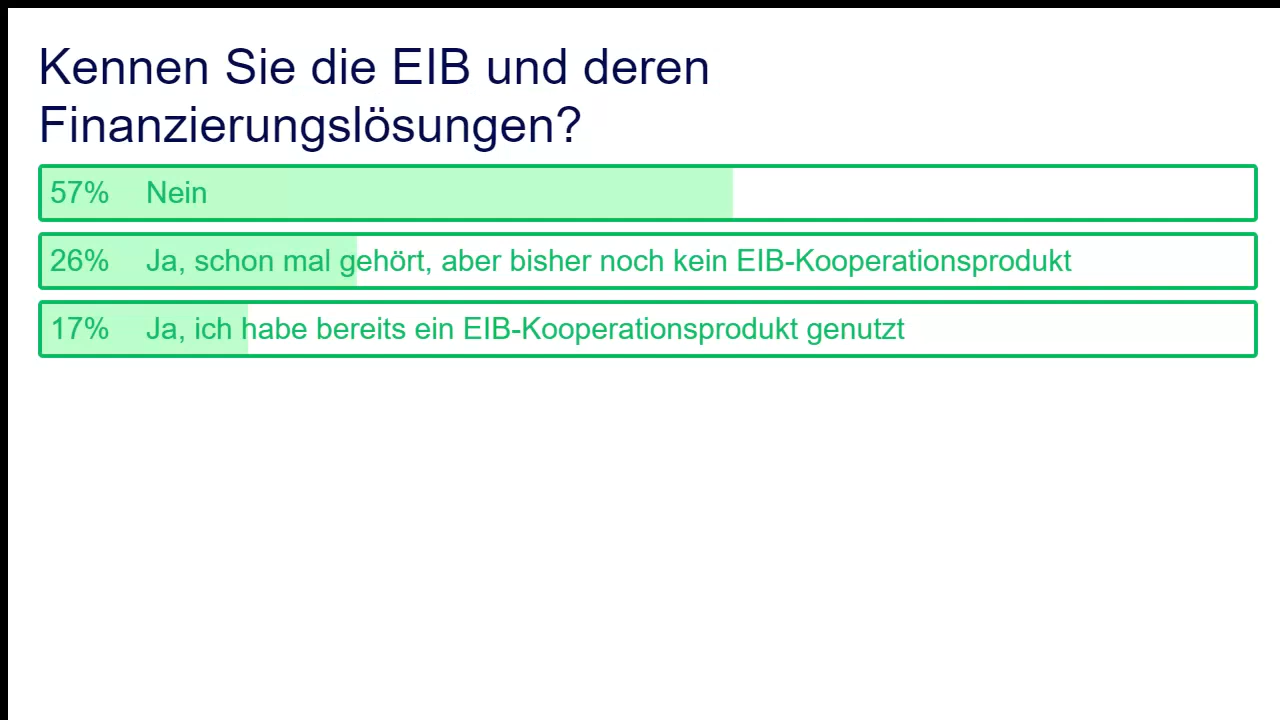 Kennen Sie die EIB und deren
Finanzierungslösungen?
57% Nein
26% Ja, schon mal gehört, aber bisher noch kein EIB-Kooperationsprodukt
17% Ja, ich habe bereits ein EIB-Kooperationsprodukt genutzt